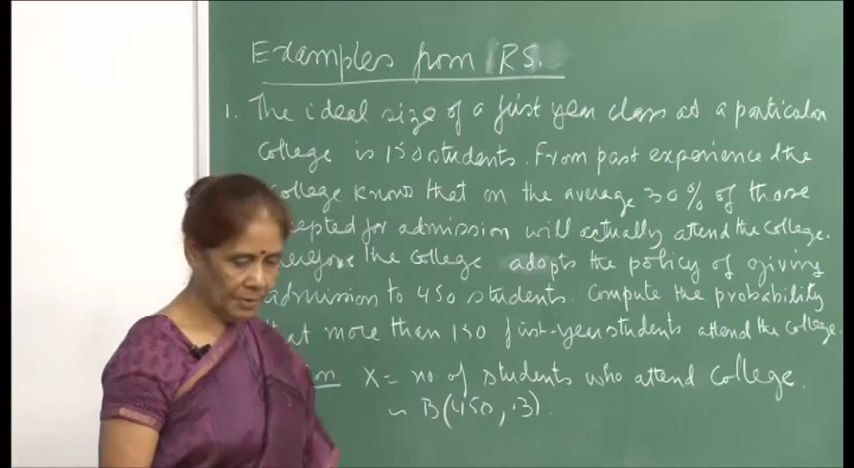 Examples from IRS.
1. The ideal size of a first year class at a particular
college is 150 students. From past experience the
college knows that on the average 30% of those
cepted for admission will actually attend the college.
the college adopts the policy of giving
admission to 450 students. Compute the probability
that more than 150 first-year students attend the college.
X = no. of students who attend College.
~ B(450, .3).